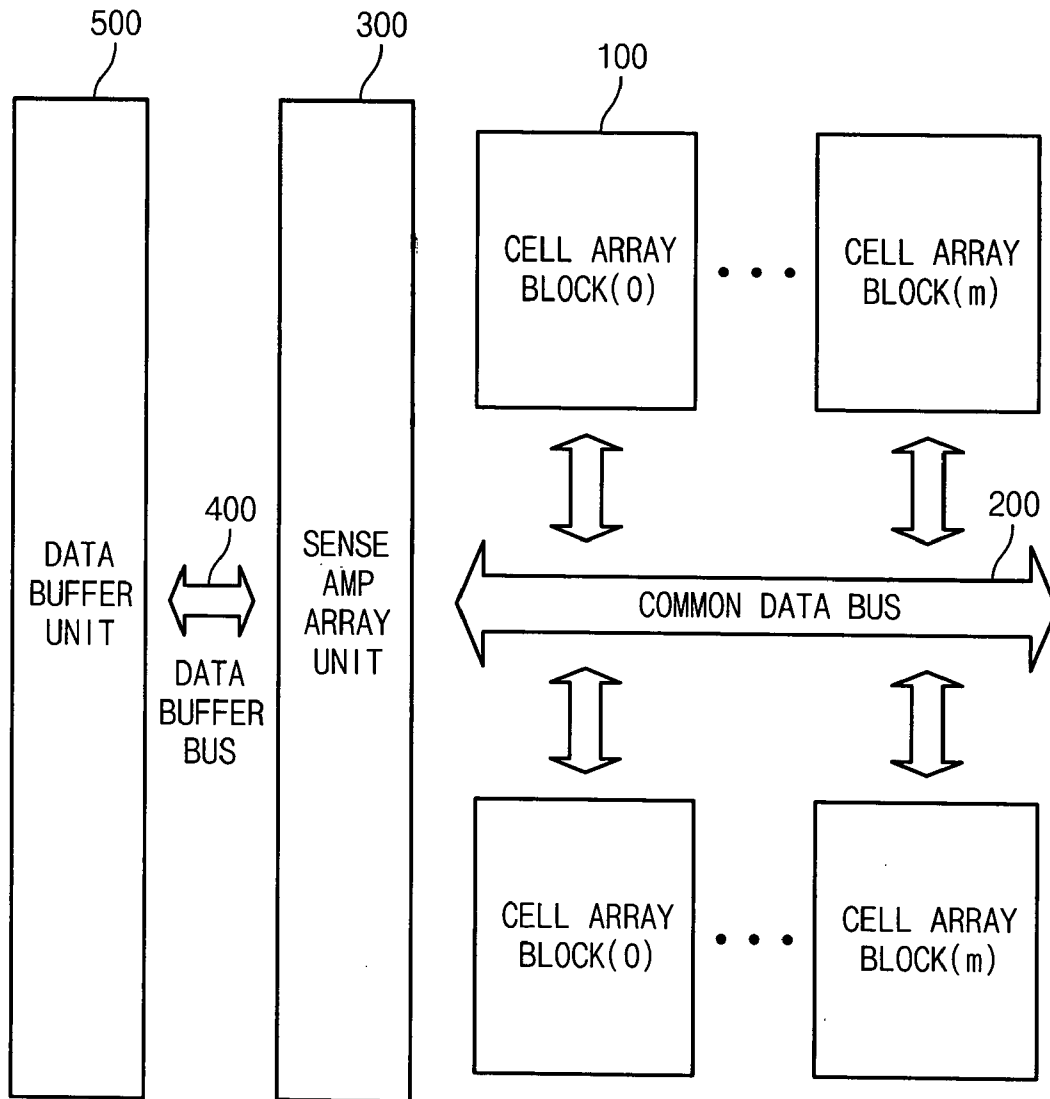 500
300
100
CELL ARRAY
BLOCK(0)
CELL ARRAY
BLOCK(m)
400
200
DATA
BUFFER
UNIT
SENSE
AMP
ARRAY
UNIT
COMMON DATA BUS
DATA
BUFFER
BUS
CELL ARRAY
BLOCK(0)
CELL ARRAY
BLOCK(m)